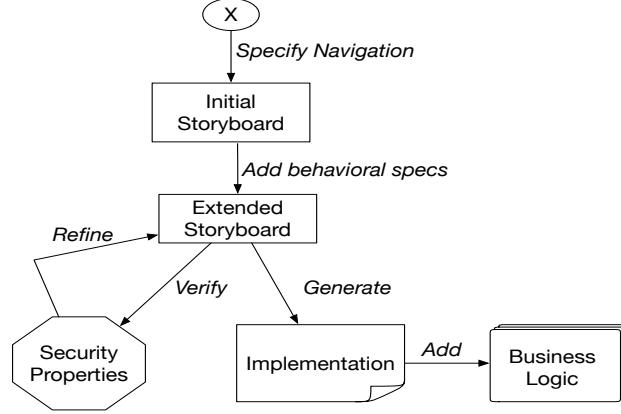 X
Specify Navigation
Initial
Storyboard
Add behavioral specs
Extended
Storyboard
Refine
Verify
Generate
Security
Properties
Implementation
Add
Business
Logic